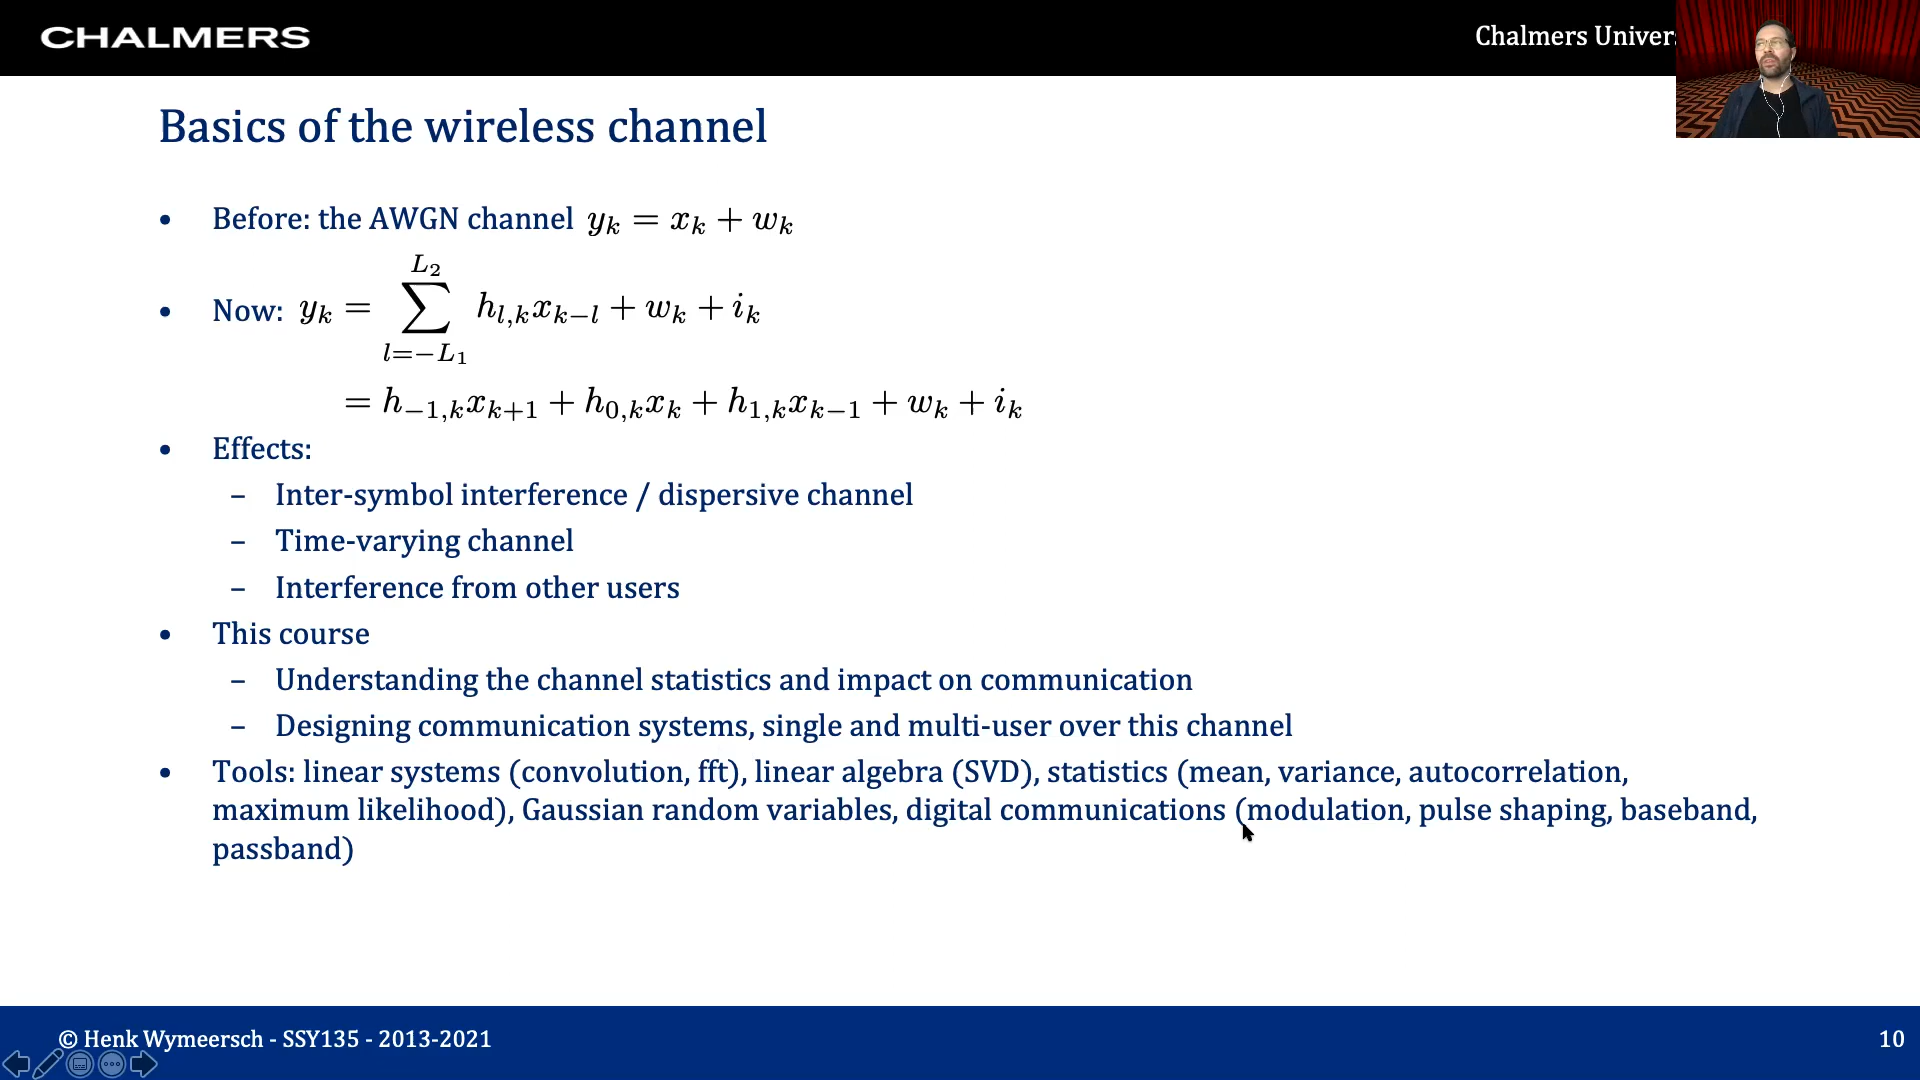 CHALMERS
Chalmers Univer
Basics of the wireless channel
• Before: the AWGN channel $y_k = x_k + w_k$
• Now: $y_k = \sum_{l=-L_1}^{L_2} h_{l,k} x_{k-l} + w_k + i_k$
$= h_{-1,k} x_{k+1} + h_{0,k} x_k + h_{1,k} x_{k-1} + w_k + i_k$
• Effects:
– Inter-symbol interference / dispersive channel
– Time-varying channel
– Interference from other users
• This course
– Understanding the channel statistics and impact on communication
– Designing communication systems, single and multi-user over this channel
• Tools: linear systems (convolution, fft), linear algebra (SVD), statistics (mean, variance, autocorrelation,
maximum likelihood), Gaussian random variables, digital communications (modulation, pulse shaping, baseband,
passband)
© Henk Wymeersch - SSY135 - 2013-2021
10